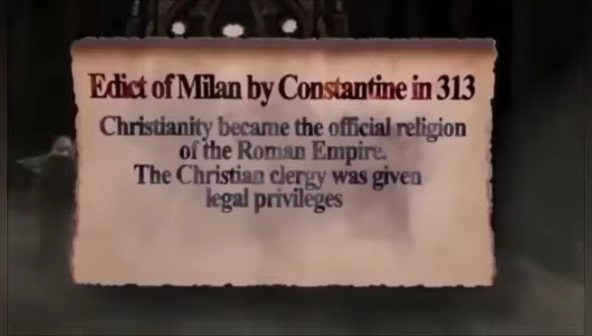 Edict of Milan by Constantine in 313
Christianity became the official religion
of the Roman Empire.
The Christian clergy was given
legal privileges